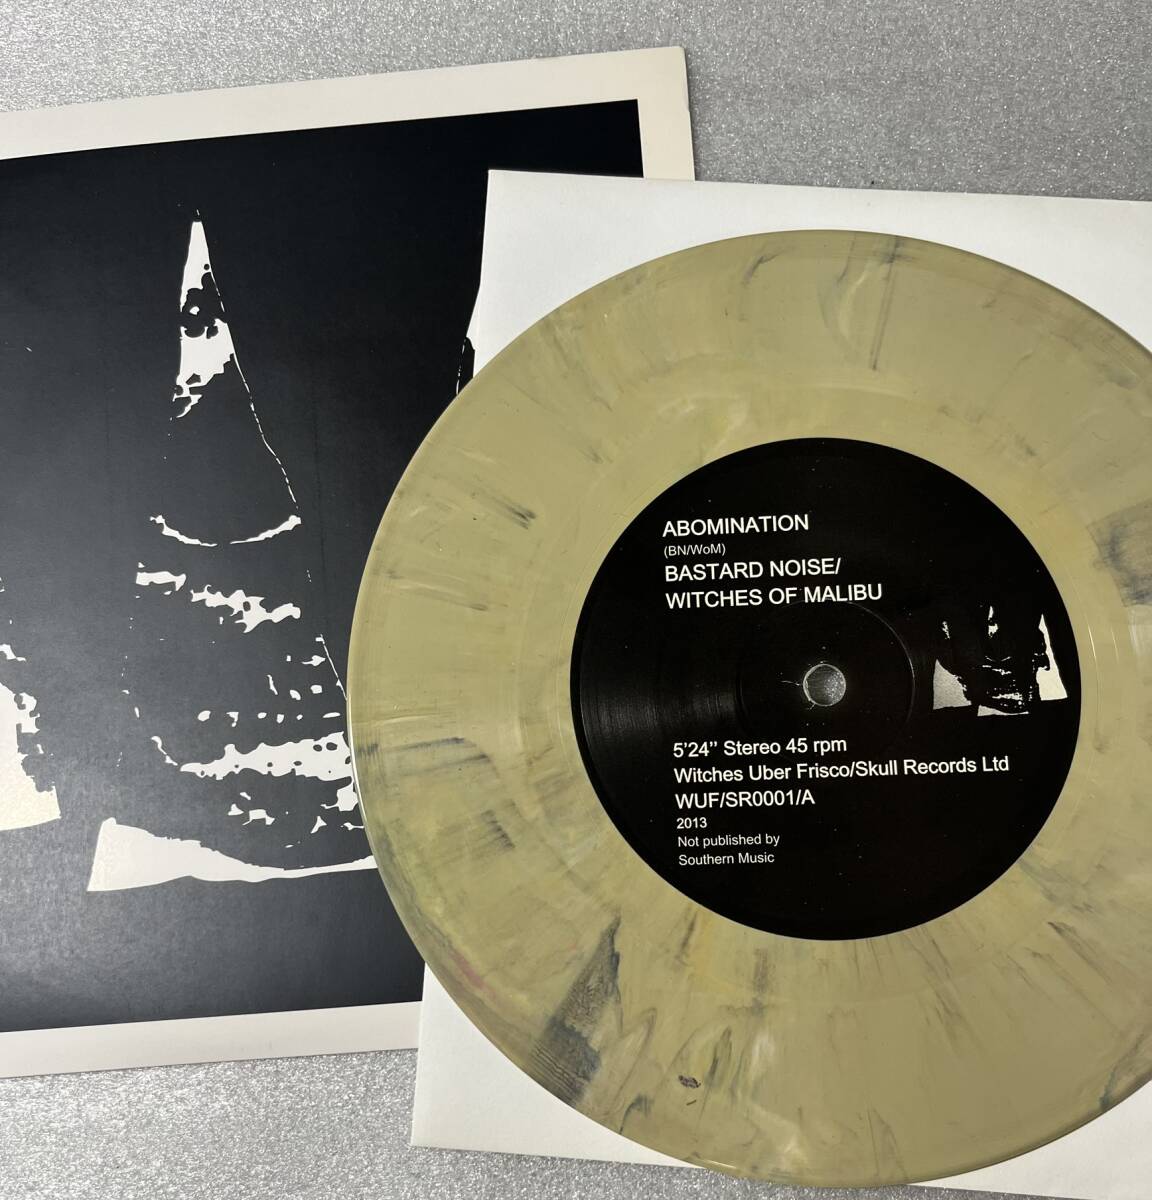 ABOMINATION
(BN/WoM)
BASTARD NOISE/
WITCHES OF MALIBU
5'24" Stereo 45 rpm
Witches Uber Frisco/Skull Records Ltd
WUF/SR0001/A
2013
Not published by
Southern Music